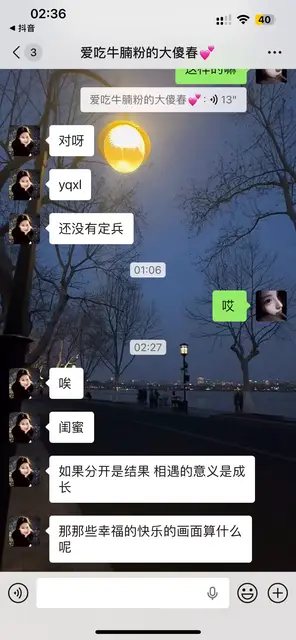 02:36
抖音
40
3
爱吃牛腩粉的大傻春💕
这样的嘛
爱吃牛腩粉的大傻春💕: 13"
对呀
yqxl
还没有定兵
01:06
哎
02:27
唉
闺蜜
如果分开是结果 相遇的意义是成
长
那那些幸福的快乐的画面算什么
呢